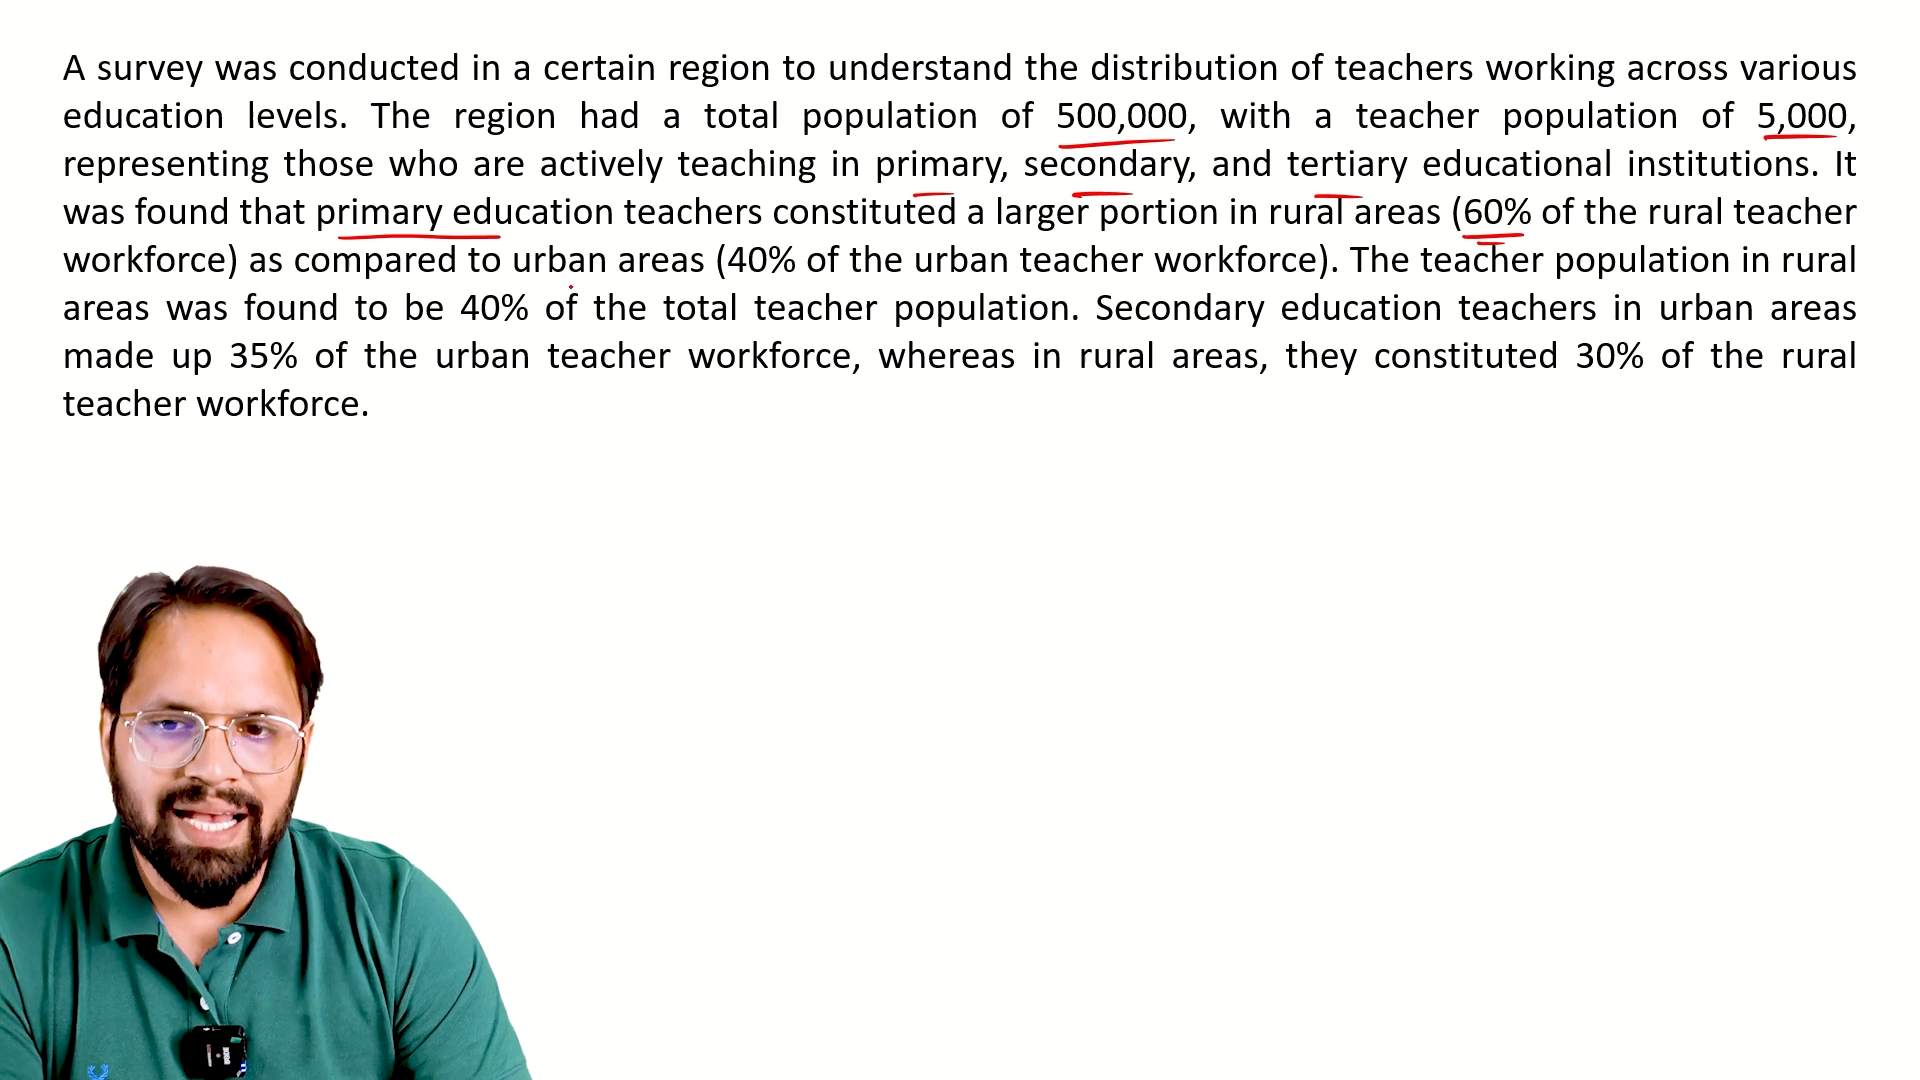 A survey was conducted in a certain region to understand the distribution of teachers working across various
education levels. The region had a total population of 500,000, with a teacher population of 5,000,
representing those who are actively teaching in primary, secondary, and tertiary educational institutions. It
was found that primary education teachers constituted a larger portion in rural areas (60% of the rural teacher
workforce) as compared to urban areas (40% of the urban teacher workforce). The teacher population in rural
areas was found to be 40% of the total teacher population. Secondary education teachers in urban areas
made up 35% of the urban teacher workforce, whereas in rural areas, they constituted 30% of the rural
teacher workforce.